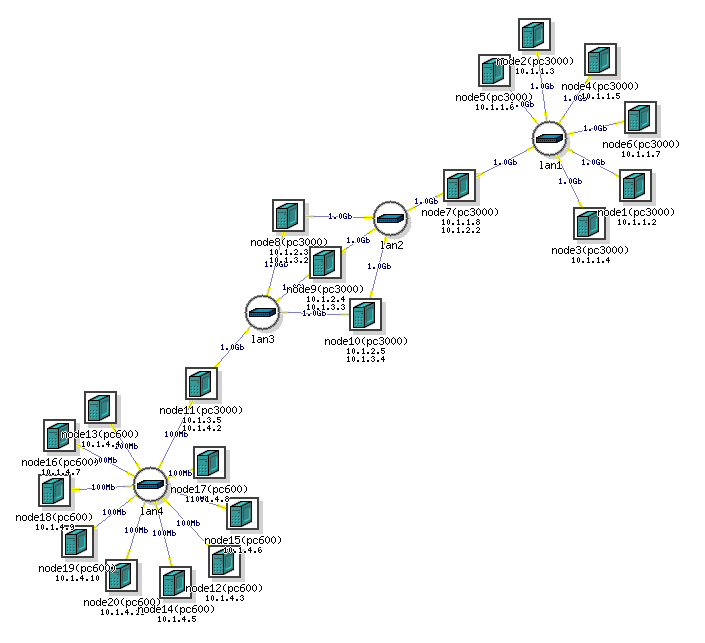 node2(pc3000)
10.1.1.3
node4(pc3000)
10.1.1.5
node5(pc3000)
10.1.1.6
1.0Gb
1.0Gb
node6(pc3000)
10.1.1.7
1.0Gb
lan1
1.0Gb
1.0Gb
1.0Gb
node1(pc3000)
10.1.1.2
node3(pc3000)
10.1.1.4
node7(pc3000)
10.1.1.8
10.1.2.2
1.0Gb
1.0Gb
lan2
node8(pc3000)
10.1.2.3
10.1.3.2
1.0Gb
1.0Gb
node9(pc3000)
10.1.2.4
10.1.3.3
1.0Gb
1.0Gb
lan3
node10(pc3000)
10.1.2.5
10.1.3.4
1.0Gb
node11(pc3000)
10.1.3.5
10.1.4.2
100Mb
node13(pc600)
10.1.4.4
node16(pc600)
10.1.4.7
100Mb
node17(pc600)
10.1.4.8
node18(pc600)
100Mb
lan4
100Mb
100Mb
100Mb
100Mb
node15(pc600)
10.1.4.6
node19(pc600)
10.1.4.10
node12(pc600)
10.1.4.3
node20(pc600)
node14(pc600)
10.1.4.5